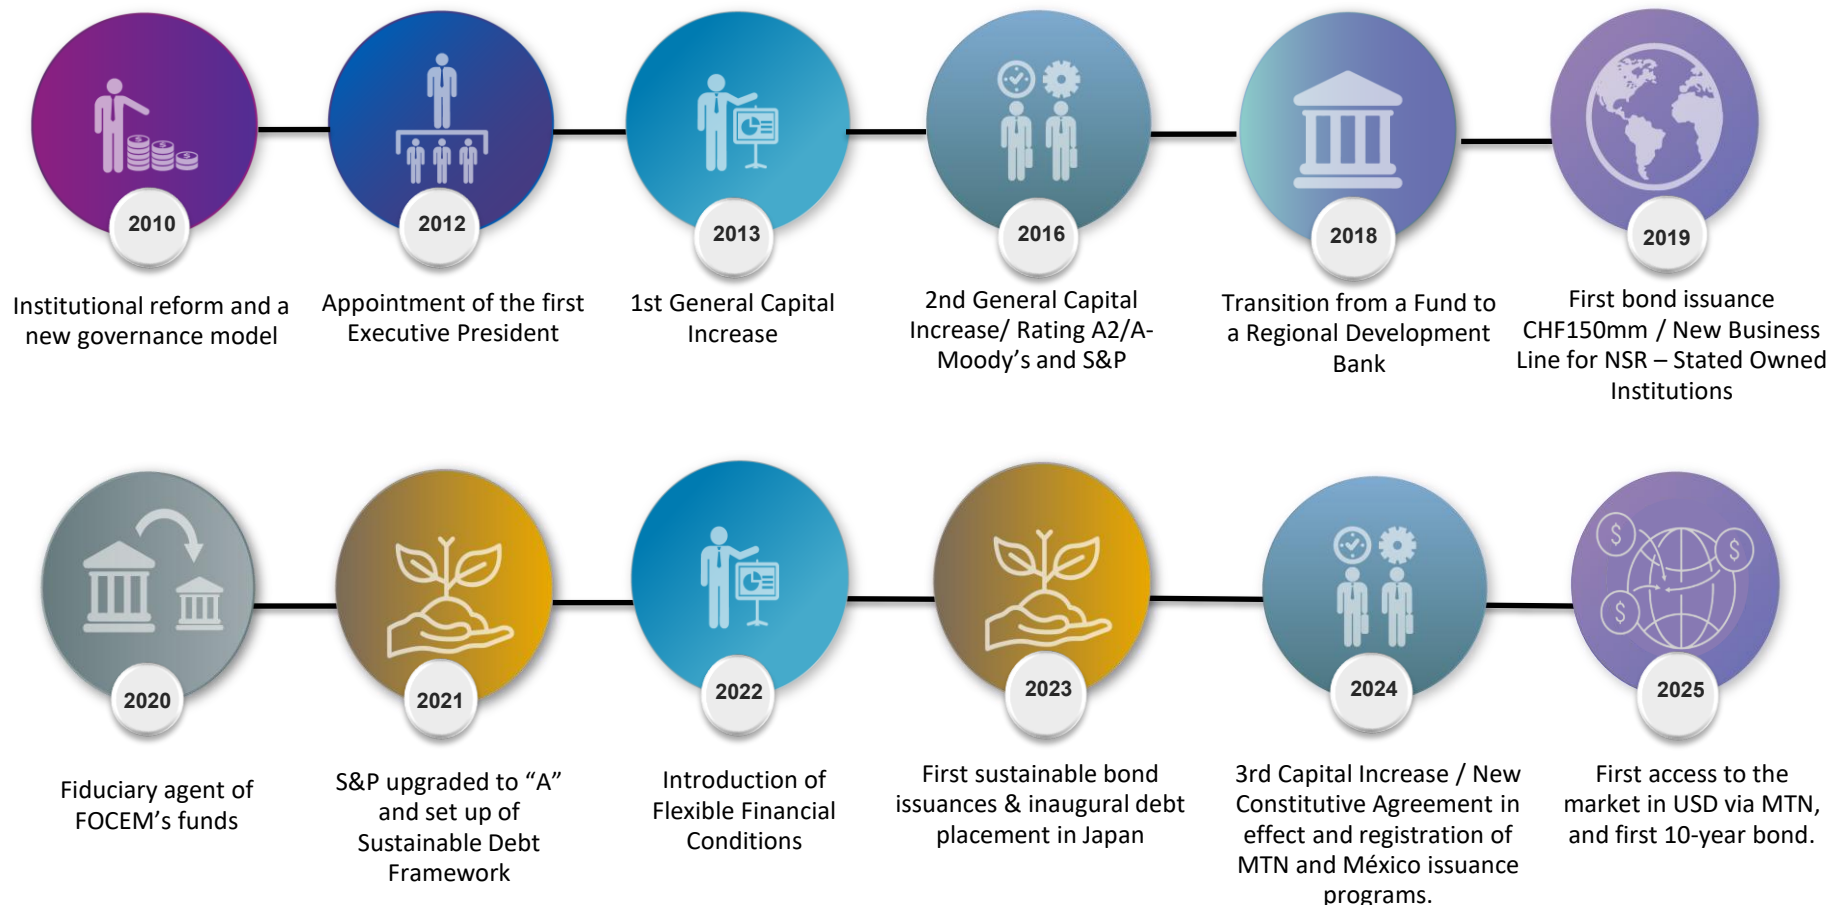 2010
Institutional reform and a
new governance model
2012
Appointment of the first
Executive President
2013
1st General Capital
Increase
2016
2nd General Capital
Increase/ Rating A2/A-
Moody’s and S&P
2018
Transition from a Fund to
a Regional Development
Bank
2019
First bond issuance
CHF150mm / New Business
Line for NSR – Stated Owned
Institutions
2020
Fiduciary agent of
FOCEM’s funds
2021
S&P upgraded to “A”
and set up of
Sustainable Debt
Framework
2022
Introduction of
Flexible Financial
Conditions
2023
First sustainable bond
issuances & inaugural debt
placement in Japan
2024
3rd Capital Increase / New
Constitutive Agreement in
effect and registration of
MTN and México issuance
programs.
2025
$
$
$
First access to the
market in USD via MTN,
and first 10-year bond.